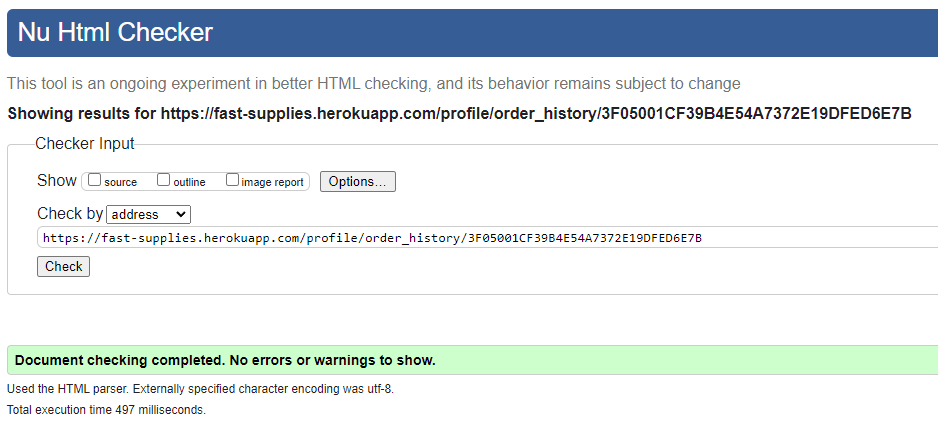 Nu Html Checker
This tool is an ongoing experiment in better HTML checking, and its behavior remains subject to change
Showing results for https://fast-supplies.herokuapp.com/profile/order_history/3F05001CF39B4E54A7372E19DFED6E7B
Checker Input
Show source outline image report Options...
Check by address
https://fast-supplies.herokuapp.com/profile/order_history/3F05001CF39B4E54A7372E19DFED6E7B
Check
Document checking completed. No errors or warnings to show.
Used the HTML parser. Externally specified character encoding was utf-8.
Total execution time 497 milliseconds.